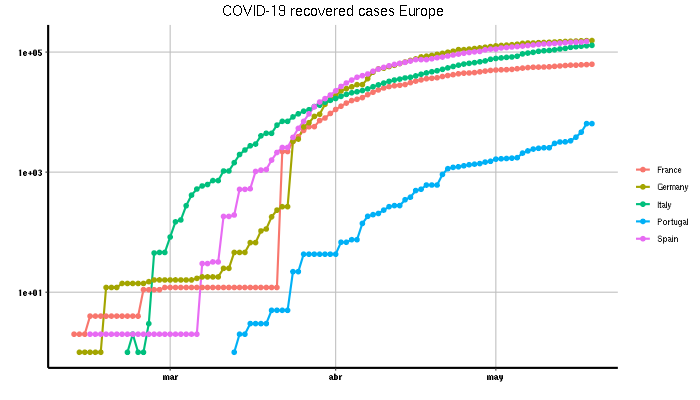 COVID-19 recovered cases Europe
1e+05
1e+03
1e+01
mar
abr
may
France
Germany
Italy
Portugal
Spain